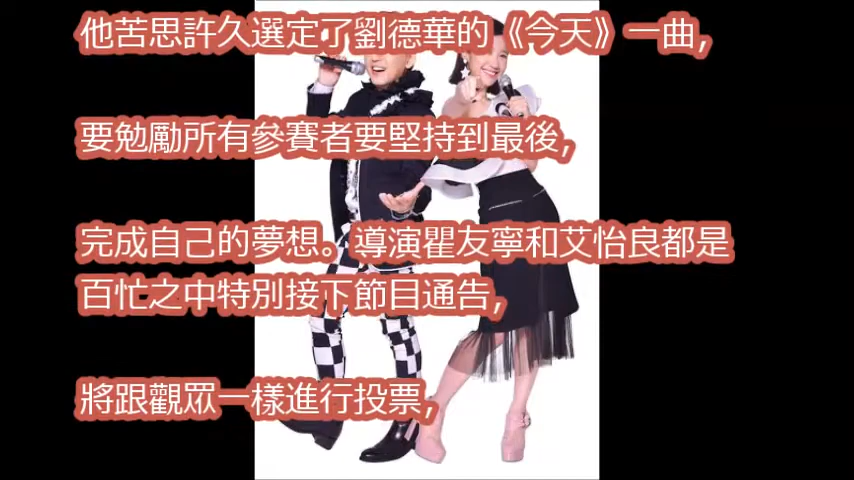 他苦思許久選定了劉德華的《今天》一曲，
要勉勵所有參賽者要堅持到最後，
完成自己的夢想。導演瞿友寧和艾怡良都是
百忙之中特別接下節目通告，
將跟觀眾一樣進行投票，